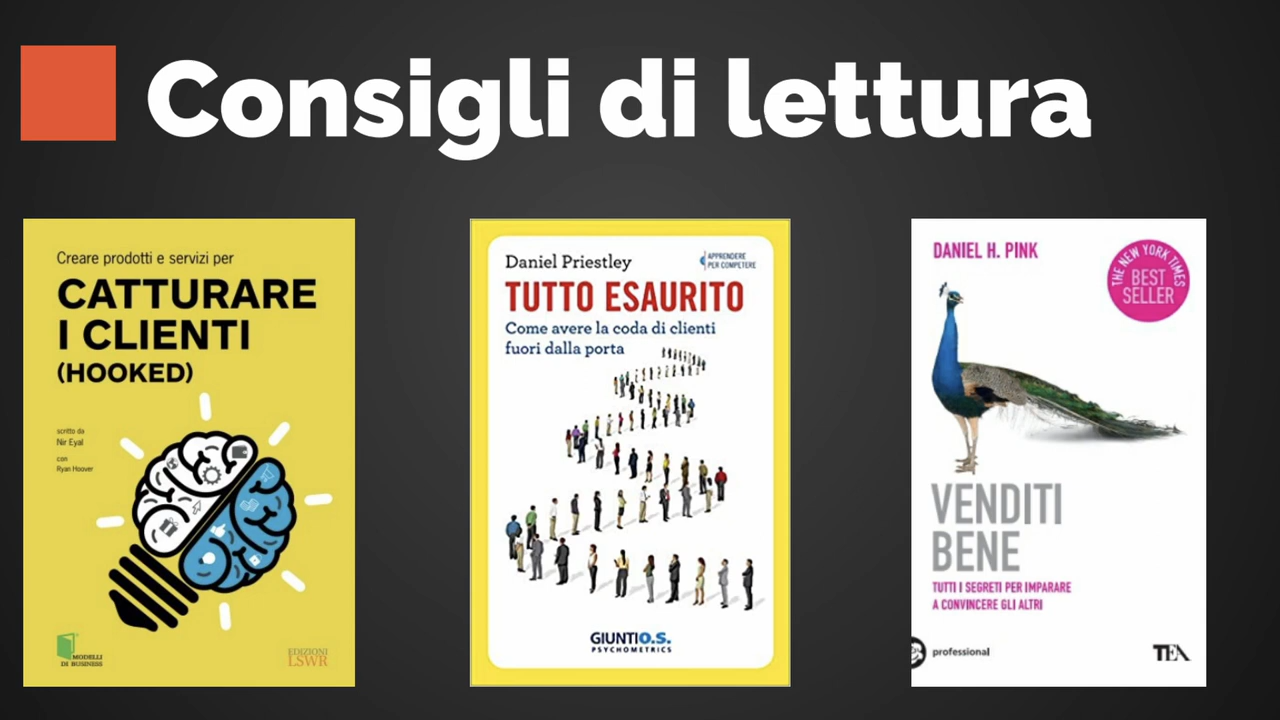 Consigli di lettura
Creare prodotti e servizi per
CATTURARE
I CLIENTI
(HOOKED)
scritto da
Nir Eyal
con
Ryan Hoover
MODELLI
DI BUSINESS
EDIZIONI
LSWR
Daniel Priestley
APPRENDERE
PER COMPETERE
TUTTO ESAURITO
Come avere la coda di clienti
fuori dalla porta
GIUNTIO.S.
PSYCHOMETRICS
DANIEL H. PINK
THE NEW YORK TIMES
BEST
SELLER
VENDITI
BENE
TUTTI I SEGRETI PER IMPARARE
A CONVINCERE GLI ALTRI
professional
TEA